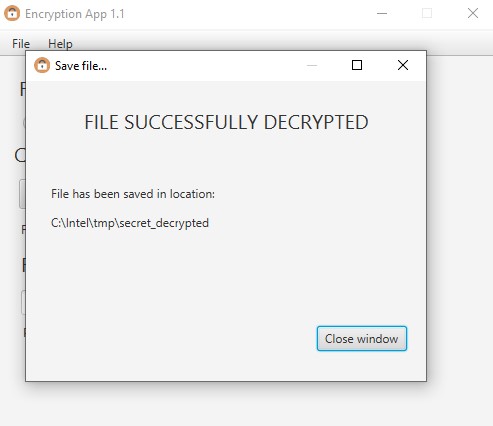 Encryption App 1.1
File Help
Save file...
FILE SUCCESSFULLY DECRYPTED
File has been saved in location:
C:\Intel\tmp\secret_decrypted
Close window